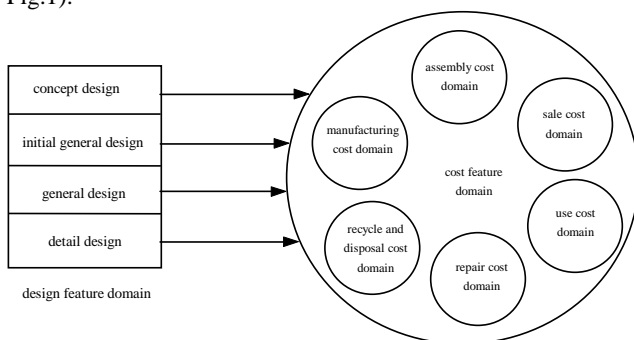 Fig.1).
concept design
initial general design
general design
detail design
design feature domain
assembly cost
domain
manufacturing
cost domain
sale cost
domain
cost feature
domain
use cost
domain
recycle and
disposal cost
domain
repair cost
domain